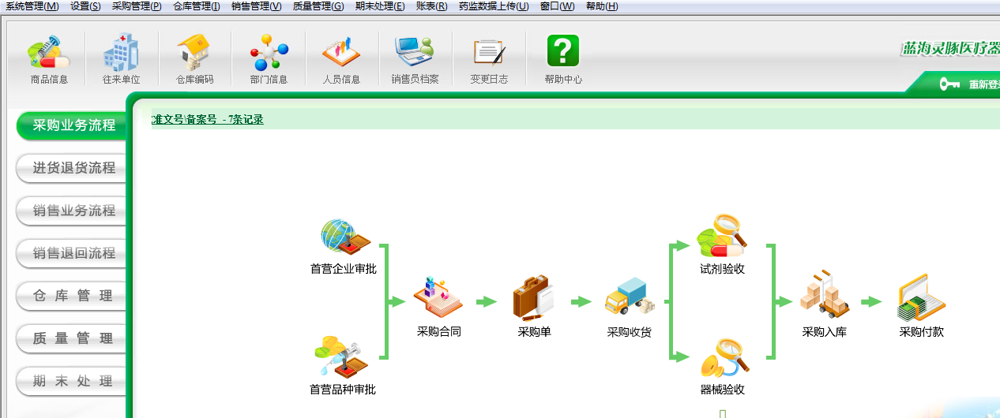 系统管理(M) 设置(S) 采购管理(P) 仓库管理(I) 销售管理(V) 质量管理(G) 期末处理(E) 账表(R) 药监数据上传(U) 窗口(W) 帮助(H)
蓝海灵豚医疗器
商品信息 往来单位 仓库编码 部门信息 人员信息 销售员档案 变更日志 帮助中心
重新登
采购业务流程
准文号\备案号 - 7条记录
进货退货流程
销售业务流程
销售退回流程
仓库管理
质量管理
期末处理
首营企业审批
试剂验收
采购合同 采购单 采购收货 采购入库 采购付款
首营品种审批
器械验收